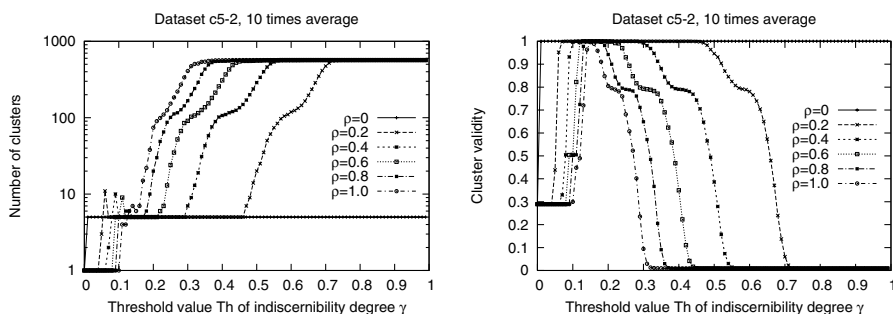 Dataset c5-2, 10 times average
Number of clusters
1000
100
10
1
ρ=0
ρ=0.2
ρ=0.4
ρ=0.6
ρ=0.8
ρ=1.0
0 0.1 0.2 0.3 0.4 0.5 0.6 0.7 0.8 0.9 1
Threshold value Th of indiscernibility degree γ
Dataset c5-2, 10 times average
Cluster validity
1
0.9
0.8
0.7
0.6
0.5
0.4
0.3
0.2
0.1
0
ρ=0
ρ=0.2
ρ=0.4
ρ=0.6
ρ=0.8
ρ=1.0
0 0.1 0.2 0.3 0.4 0.5 0.6 0.7 0.8 0.9 1
Threshold value Th of indiscernibility degree γ